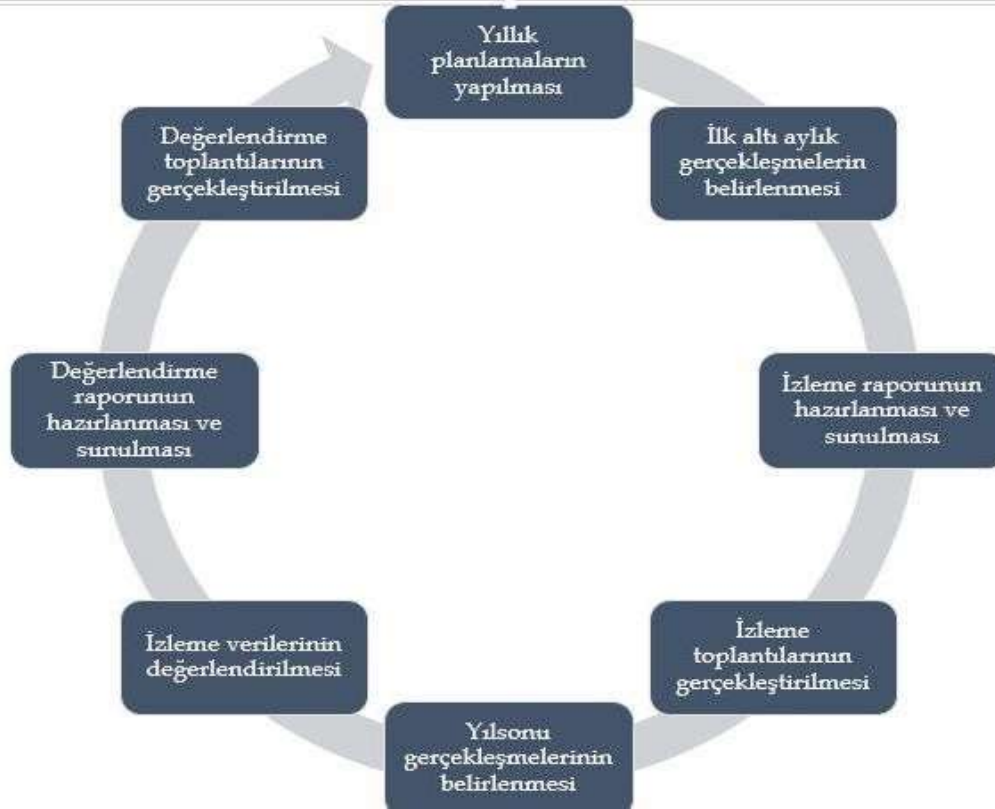 Yıllık
planlamaların
yapılması
İlk altı aylık
gerçekleşmelerin
belirlenmesi
İzleme raporunun
hazırlanması ve
sunulması
İzleme
toplantılarının
gerçekleştirilmesi
Yılsonu
gerçekleşmelerinin
belirlenmesi
İzleme verilerinin
değerlendirilmesi
Değerlendirme
raporunun
hazırlanması ve
sunulması
Değerlendirme
toplantılarının
gerçekleştirilmesi